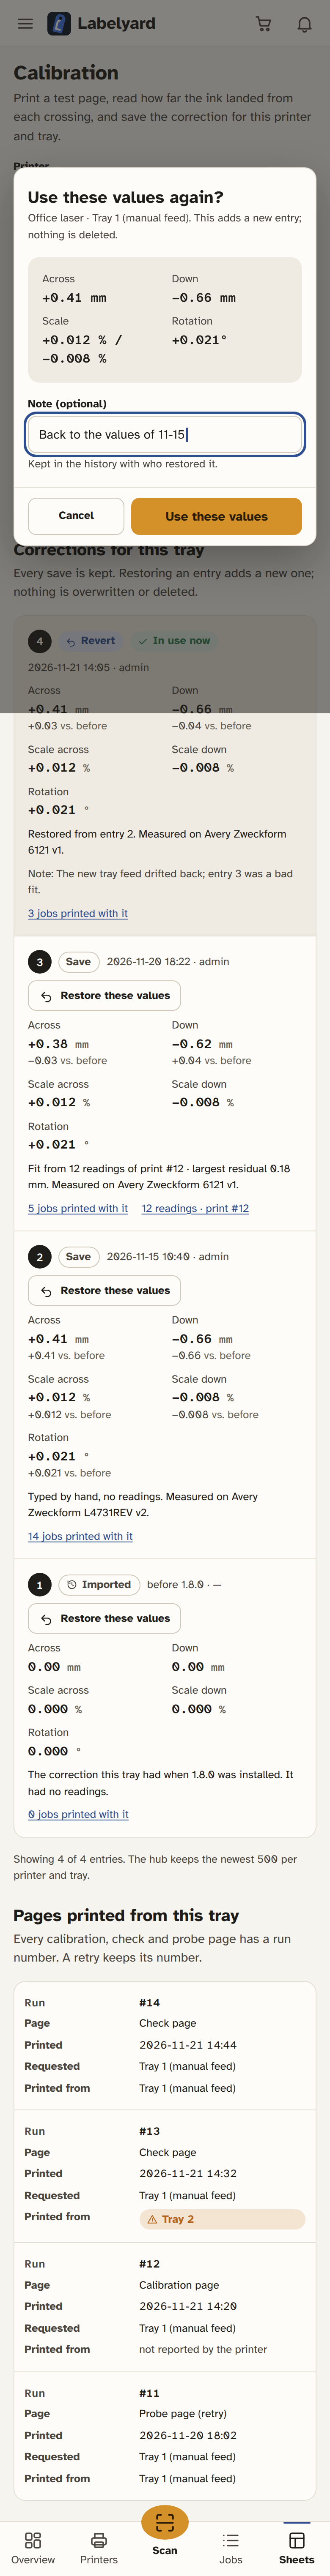 Labelyard
Calibration
Print a test page, read how far the ink landed
from each crossing, and save the correction for this printer
and tray.
Printer
Use these values again?
Office laser · Tray 1 (manual feed). This adds a new entry;
nothing is deleted.
Across Down
+0.41 mm −0.66 mm
Scale Rotation
+0.012 % / +0.021°
−0.008 %
Note (optional)
Back to the values of 11-15
Kept in the history with who restored it.
Cancel Use these values
Corrections for this tray
Every save is kept. Restoring an entry adds a new one;
nothing is overwritten or deleted.
4 Revert In use now
2026-11-21 14:05 · admin
Across Down
+0.41 mm −0.66 mm
+0.03 vs. before −0.04 vs. before
Scale across Scale down
+0.012 % −0.008 %
Rotation
+0.021 °
Restored from entry 2. Measured on Avery Zweckform
6121 v1.
Note: The new tray feed drifted back; entry 3 was a bad
fit.
3 jobs printed with it
3 Save 2026-11-20 18:22 · admin
Restore these values
Across Down
+0.38 mm −0.62 mm
−0.03 vs. before +0.04 vs. before
Scale across Scale down
+0.012 % −0.008 %
Rotation
+0.021 °
Fit from 12 readings of print #12 · largest residual 0.18
mm. Measured on Avery Zweckform 6121 v1.
5 jobs printed with it 12 readings · print #12
2 Save 2026-11-15 10:40 · admin
Restore these values
Across Down
+0.41 mm −0.66 mm
+0.41 vs. before −0.66 vs. before
Scale across Scale down
+0.012 % −0.008 %
+0.012 vs. before −0.008 vs. before
Rotation
+0.021 °
+0.021 vs. before
Typed by hand, no readings. Measured on Avery
Zweckform L4731REV v2.
14 jobs printed with it
1 Imported before 1.8.0 · —
Restore these values
Across Down
0.00 mm 0.00 mm
Scale across Scale down
0.000 % 0.000 %
Rotation
0.000 °
The correction this tray had when 1.8.0 was installed. It
had no readings.
0 jobs printed with it
Showing 4 of 4 entries. The hub keeps the newest 500 per
printer and tray.
Pages printed from this tray
Every calibration, check and probe page has a run
number. A retry keeps its number.
Run #14
Page Check page
Printed 2026-11-21 14:44
Requested Tray 1 (manual feed)
Printed from Tray 1 (manual feed)
Run #13
Page Check page
Printed 2026-11-21 14:32
Requested Tray 1 (manual feed)
Printed from Tray 2
Run #12
Page Calibration page
Printed 2026-11-21 14:20
Requested Tray 1 (manual feed)
Printed from not reported by the printer
Run #11
Page Probe page (retry)
Printed 2026-11-20 18:02
Requested Tray 1 (manual feed)
Printed from Tray 1 (manual feed)
Overview Printers Scan Jobs Sheets